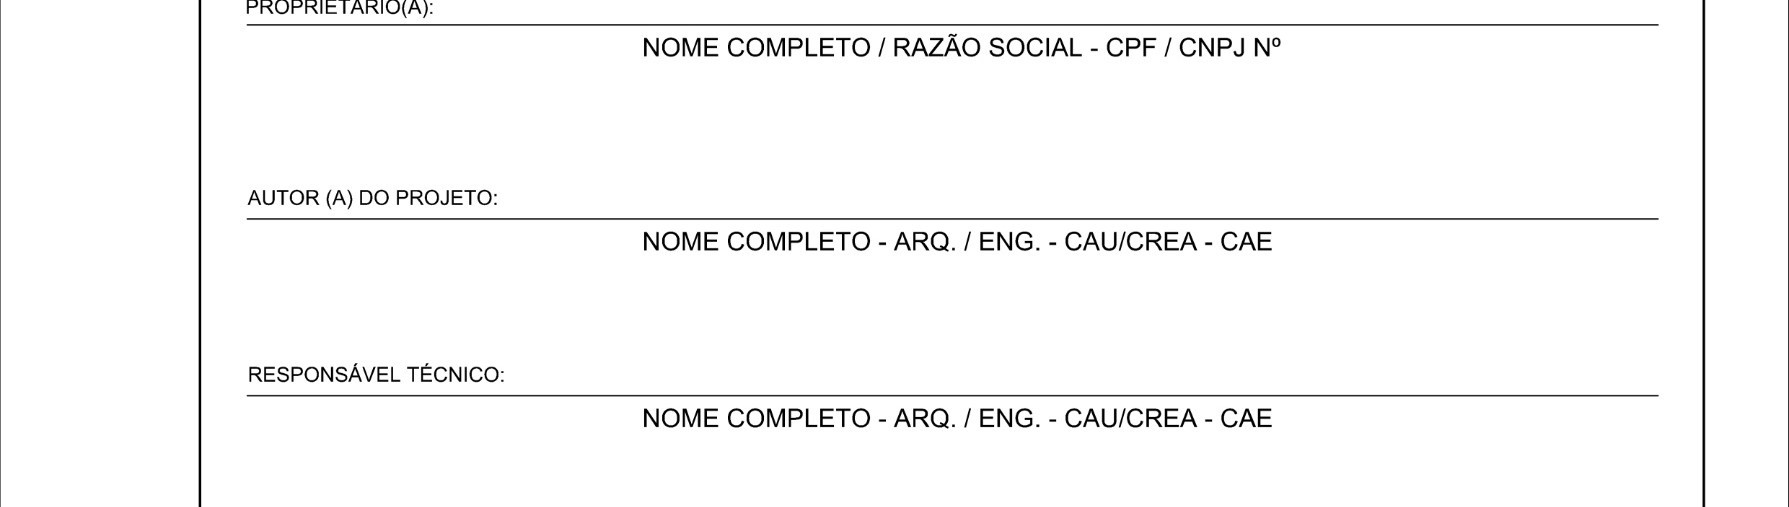 PROPRIETÁRIO(A):
NOME COMPLETO / RAZÃO SOCIAL - CPF / CNPJ Nº
AUTOR (A) DO PROJETO:
NOME COMPLETO - ARQ. / ENG. - CAU/CREA - CAE
RESPONSÁVEL TÉCNICO:
NOME COMPLETO - ARQ. / ENG. - CAU/CREA - CAE